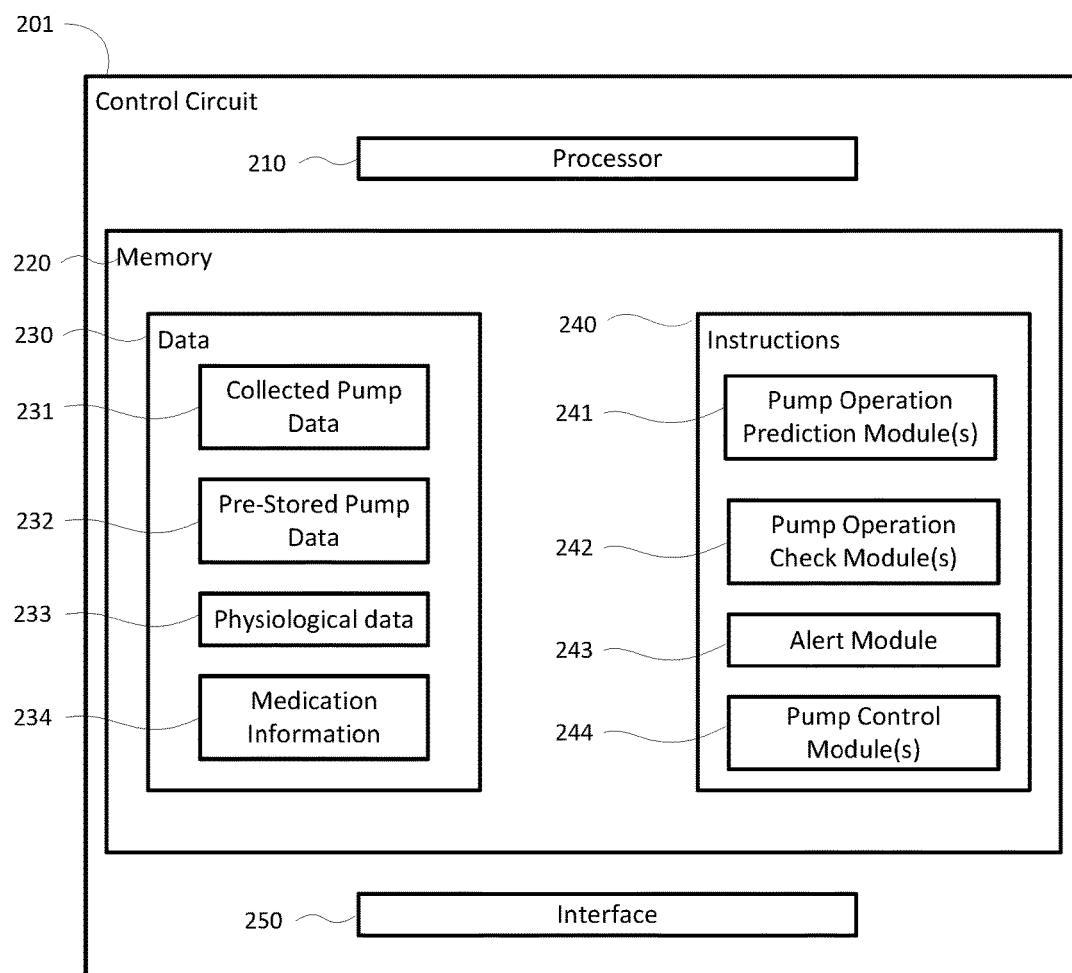 201
Control Circuit
210
Processor
220
Memory
230
Data
231
Collected Pump
Data
232
Pre-Stored Pump
Data
233
Physiological data
234
Medication
Information
240
Instructions
241
Pump Operation
Prediction Module(s)
242
Pump Operation
Check Module(s)
243
Alert Module
244
Pump Control
Module(s)
250
Interface